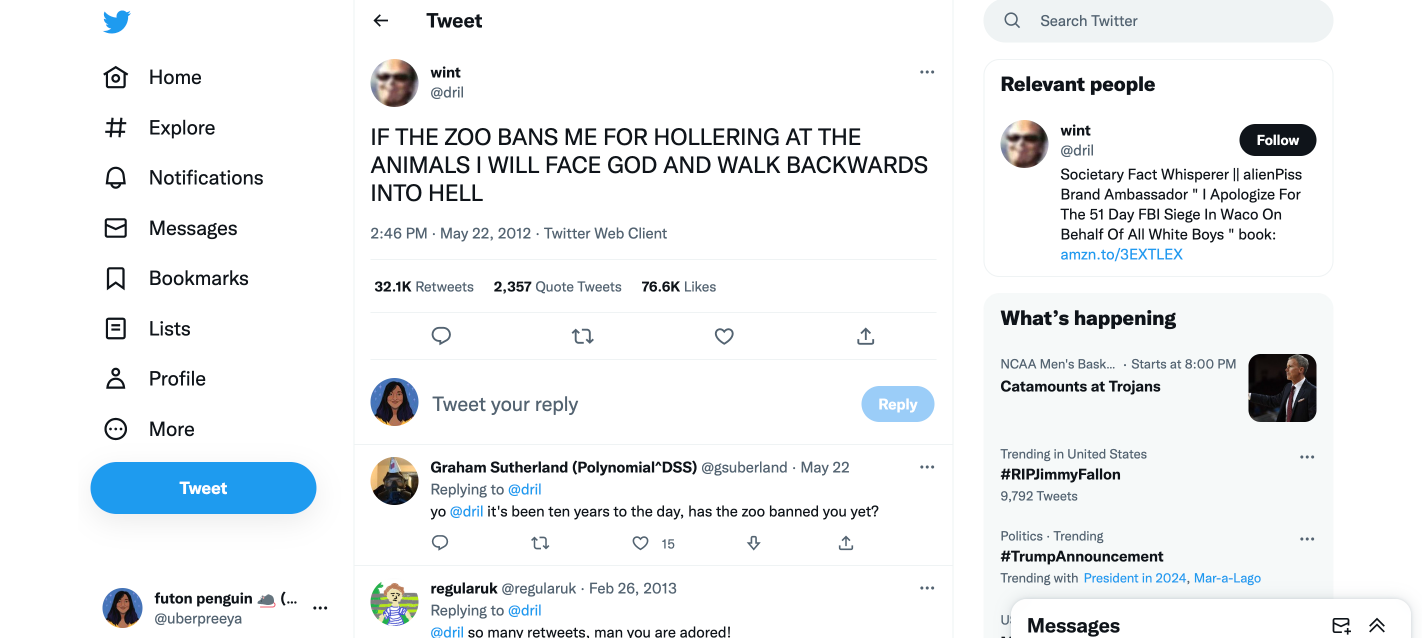 Home
Explore
Notifications
Messages
Bookmarks
Lists
Profile
More
Tweet
futon penguin (...
@uberpreeya
Tweet
wint
@dril
IF THE ZOO BANS ME FOR HOLLERING AT THE
ANIMALS I WILL FACE GOD AND WALK BACKWARDS
INTO HELL
2:46 PM · May 22, 2012 · Twitter Web Client
32.1K Retweets 2,357 Quote Tweets 76.6K Likes
Tweet your reply
Reply
Graham Sutherland (Polynomial^DSS) @gsuberland · May 22
Replying to @dril
yo @dril it's been ten years to the day, has the zoo banned you yet?
15
regularuk @regularuk · Feb 26, 2013
Replying to @dril
@dril so many retweets, man you are adored!
Search Twitter
Relevant people
wint
@dril
Follow
Societary Fact Whisperer || alienPiss
Brand Ambassador " I Apologize For
The 51 Day FBI Siege In Waco On
Behalf Of All White Boys " book:
amzn.to/3EXTLEX
What's happening
NCAA Men's Bask... · Starts at 8:00 PM
Catamounts at Trojans
Trending in United States
#RIPJimmyFallon
9,792 Tweets
Politics · Trending
#TrumpAnnouncement
Trending with President in 2024, Mar-a-Lago
Messages